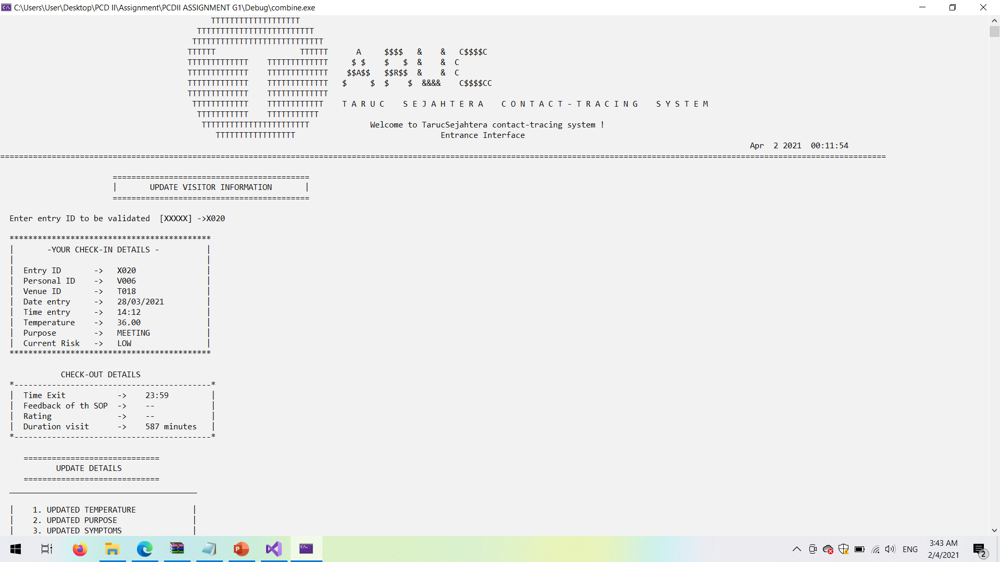 C:\Users\User\Desktop\PCD II\Assignment\PCDII ASSIGNMENT G1\Debug\combine.exe
TTTTTTTTTTTTTTTTTTT
TTTTTTTTTTTTTTTTTTTTTTTTT
TTTTTTTTTTTTTTTTTTTTTTTTTTTT
TTTTTT                  TTTTTT      A     $$$$   &    &   C$$$$C
TTTTTTTTTTTTT    TTTTTTTTTTTTT     $ $    $   $  &    &  C
TTTTTTTTTTTTT    TTTTTTTTTTTTT    $$A$$   $$R$$  &    &  C
TTTTTTTTTTTTT    TTTTTTTTTTTTT   $     $  $    $  &&&&    C$$$$CC
TTTTTTTTTTTTT    TTTTTTTTTTTTT
TTTTTTTTTTTT    TTTTTTTTTTTT    T A R U C    S E J A H T E R A    C O N T A C T - T R A C I N G    S Y S T E M
TTTTTTTTTTT    TTTTTTTTTTT
TTTTTTTTTTTTTTTTTTTTTTT             Welcome to TarucSejahtera contact-tracing system !
TTTTTTTTTTTTTTTTT                               Entrance Interface
Apr  2 2021  00:11:54
==========================================
|       UPDATE VISITOR INFORMATION       |
==========================================
Enter entry ID to be validated  [XXXXX] ->X020
*******************************************
|       -YOUR CHECK-IN DETAILS -          |
|                                         |
|  Entry ID       ->   X020               |
|  Personal ID    ->   V006               |
|  Venue ID       ->   T018               |
|  Date entry     ->   28/03/2021         |
|  Time entry     ->   14:12              |
|  Temperature    ->   36.00              |
|  Purpose        ->   MEETING            |
|  Current Risk   ->   LOW                |
*******************************************
CHECK-OUT DETAILS
*------------------------------------------*
|  Time Exit           ->    23:59         |
|  Feedback of th SOP  ->    --            |
|  Rating              ->    --            |
|  Duration visit      ->    587 minutes   |
*------------------------------------------*
=============================
UPDATE DETAILS
=============================
________________________________________
|    1. UPDATED TEMPERATURE            |
|    2. UPDATED PURPOSE                |
|    3. UPDATED SYMPTOMS               |
ENG
3:43 AM
2/4/2021
2